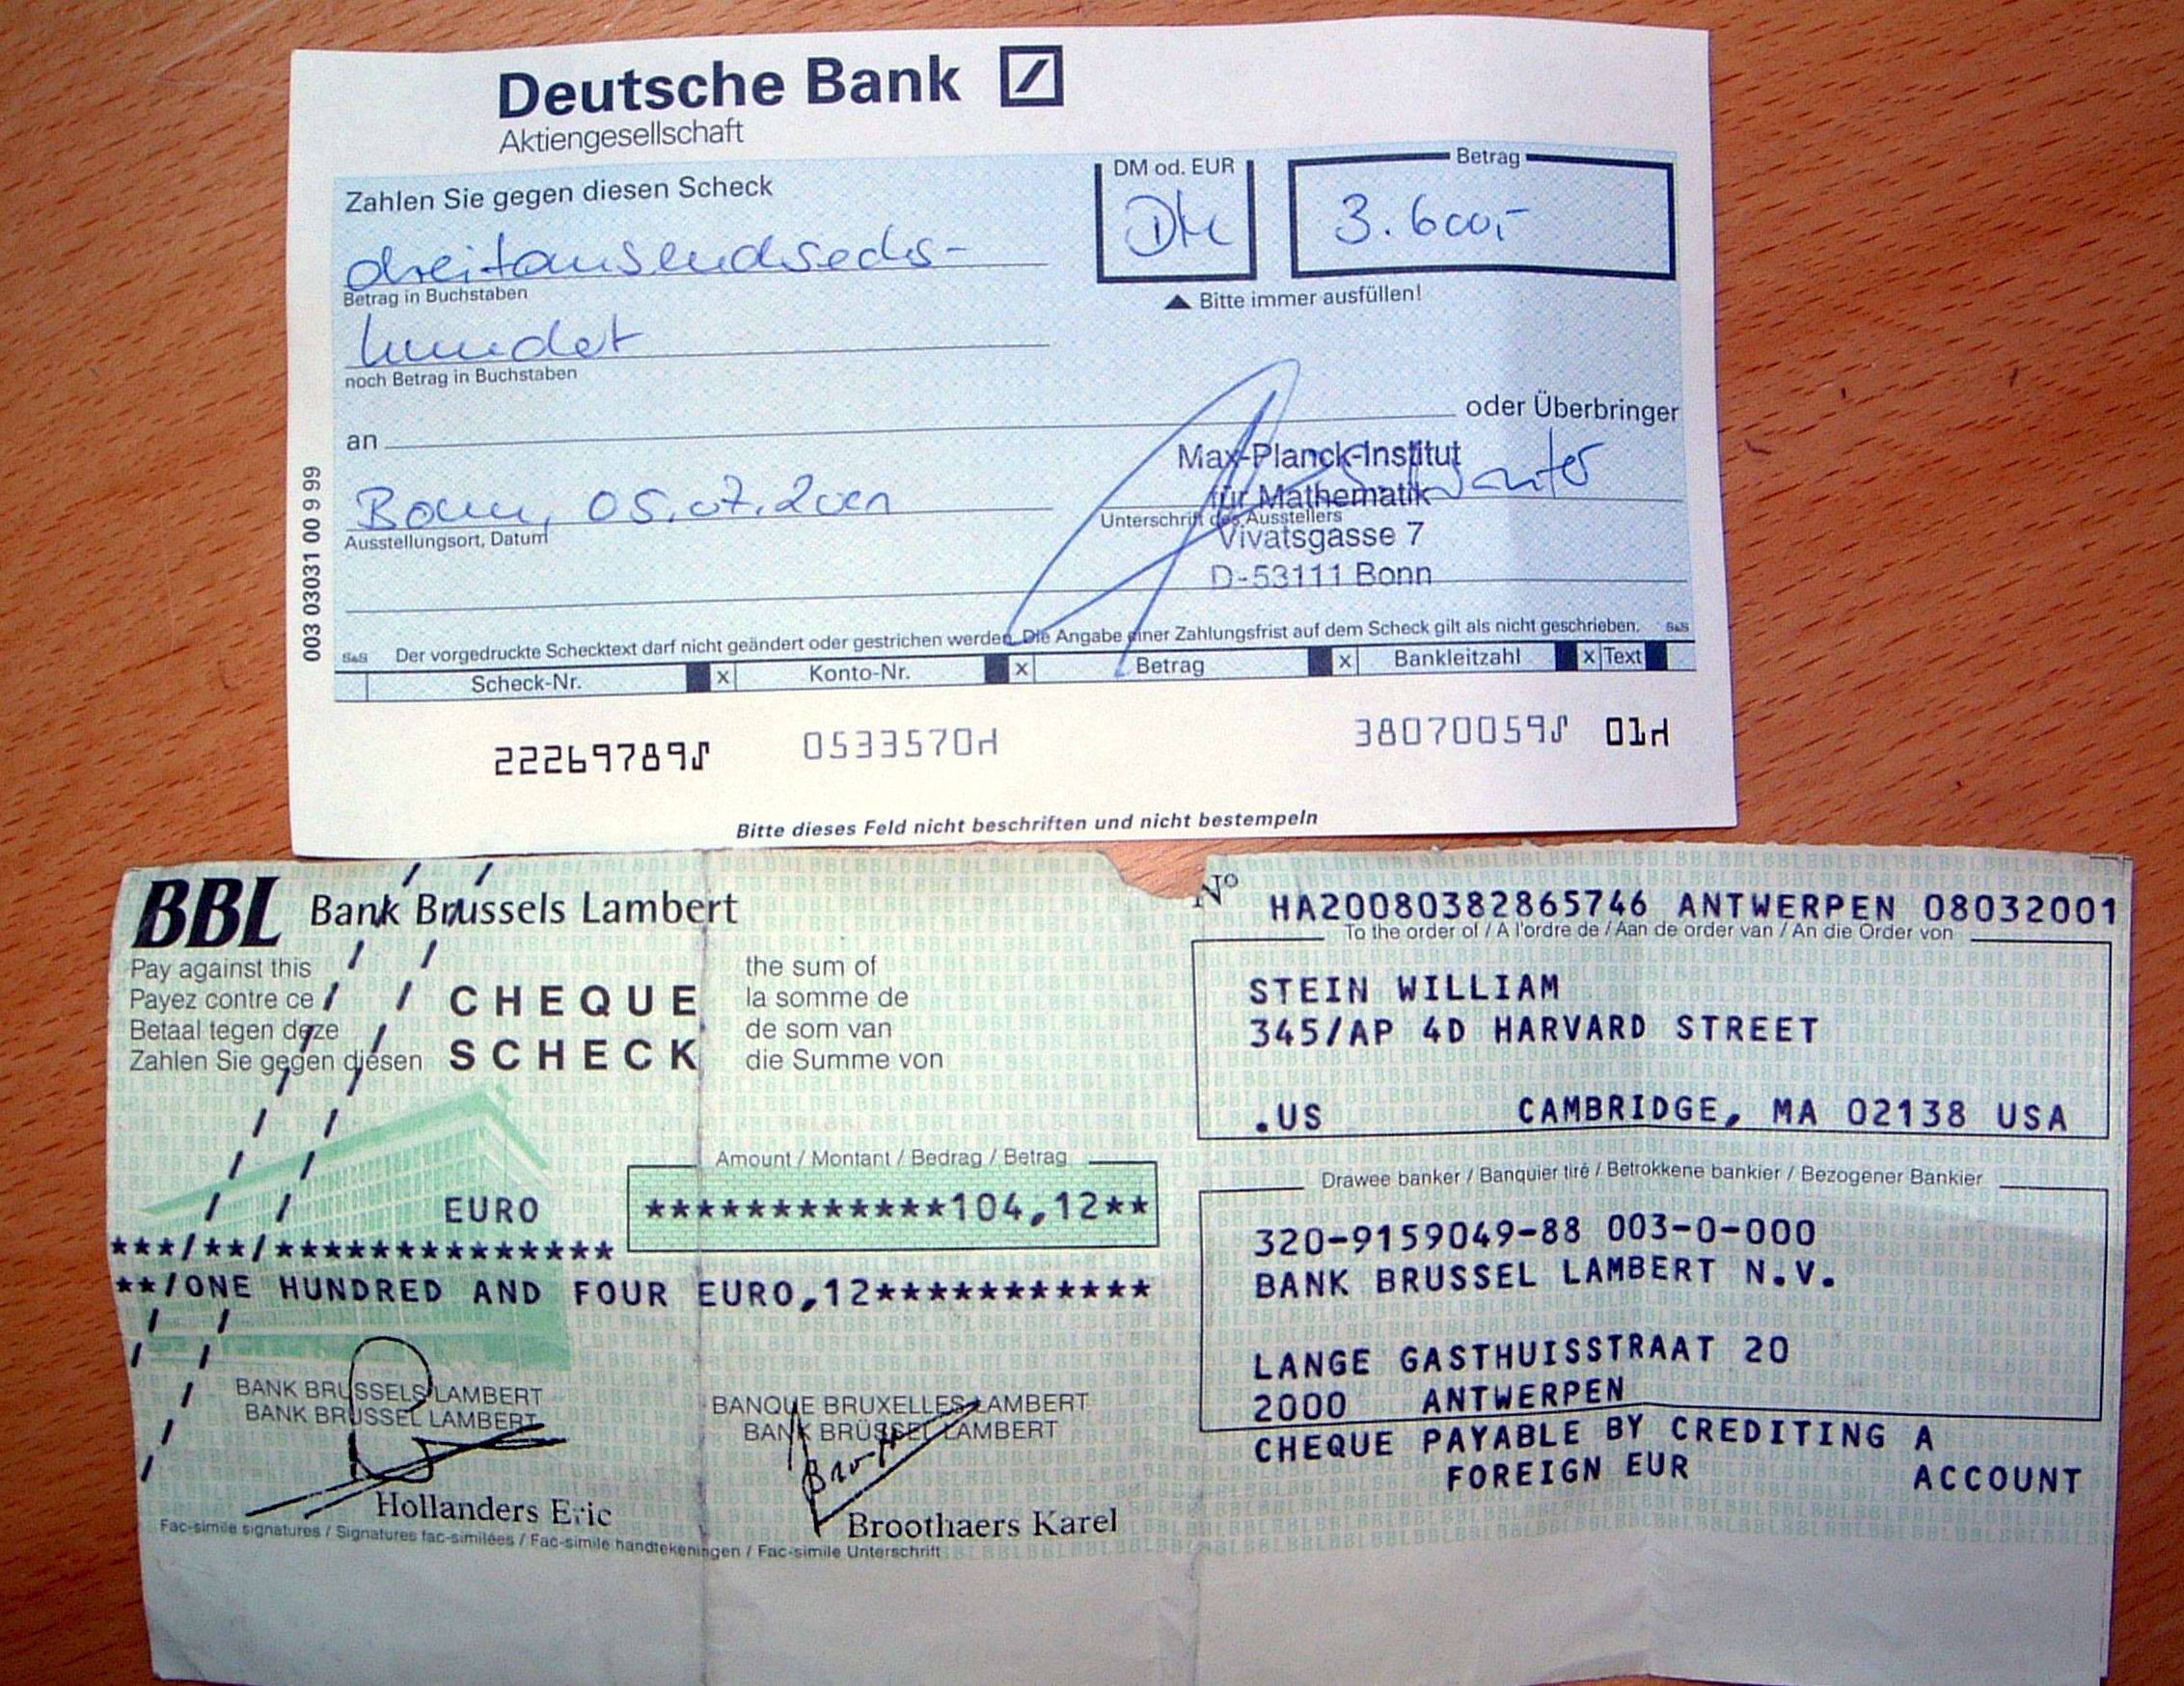 Deutsche Bank
Aktiengesellschaft
Zahlen Sie gegen diesen Scheck
DM od. EUR
Betrag
DM
3.600,-
dreitausendsechs-
Betrag in Buchstaben
Bitte immer ausfüllen!
hundert
noch Betrag in Buchstaben
an
oder Überbringer
Max-Planck-Institut
für Mathematik
Bonn, 05.07.2001
Unterschrift des Ausstellers
Vivatsgasse 7
Ausstellungsort, Datum
D-53111 Bonn
003 03031 00 9 99
S&S Der vorgedruckte Schecktext darf nicht geändert oder gestrichen werden. Die Angabe einer Zahlungsfrist auf dem Scheck gilt als nicht geschrieben. S&S
Scheck-Nr. x Konto-Nr. x Betrag x Bankleitzahl x Text
22269789 0533570 38070059 01
Bitte dieses Feld nicht beschriften und nicht bestempeln
BBL Bank Brussels Lambert
Nº HA20080382865746 ANTWERPEN 08032001
To the order of / A l'ordre de / Aan de order van / An die Order von
Pay against this
Payez contre ce
Betaal tegen deze
Zahlen Sie gegen diesen
CHEQUE
SCHECK
the sum of
la somme de
de som van
die Summe von
STEIN WILLIAM
345/AP 4D HARVARD STREET
.US CAMBRIDGE, MA 02138 USA
Amount / Montant / Bedrag / Betrag
EURO ************104,12**
***/**/**************
**/ONE HUNDRED AND FOUR EURO,12***********
Drawee banker / Banquier tiré / Betrokkene bankier / Bezogener Bankier
320-9159049-88 003-0-000
BANK BRUSSEL LAMBERT N.V.
LANGE GASTHUISSTRAAT 20
2000 ANTWERPEN
CHEQUE PAYABLE BY CREDITING A
FOREIGN EUR ACCOUNT
BANK BRUSSELS LAMBERT
BANK BRUSSEL LAMBERT
BANQUE BRUXELLES LAMBERT
BANK BRÜSSEL LAMBERT
Hollanders Eric
Broothaers Karel
Fac-simile signatures / Signatures fac-similées / Fac-simile handtekeningen / Fac-simile Unterschrift